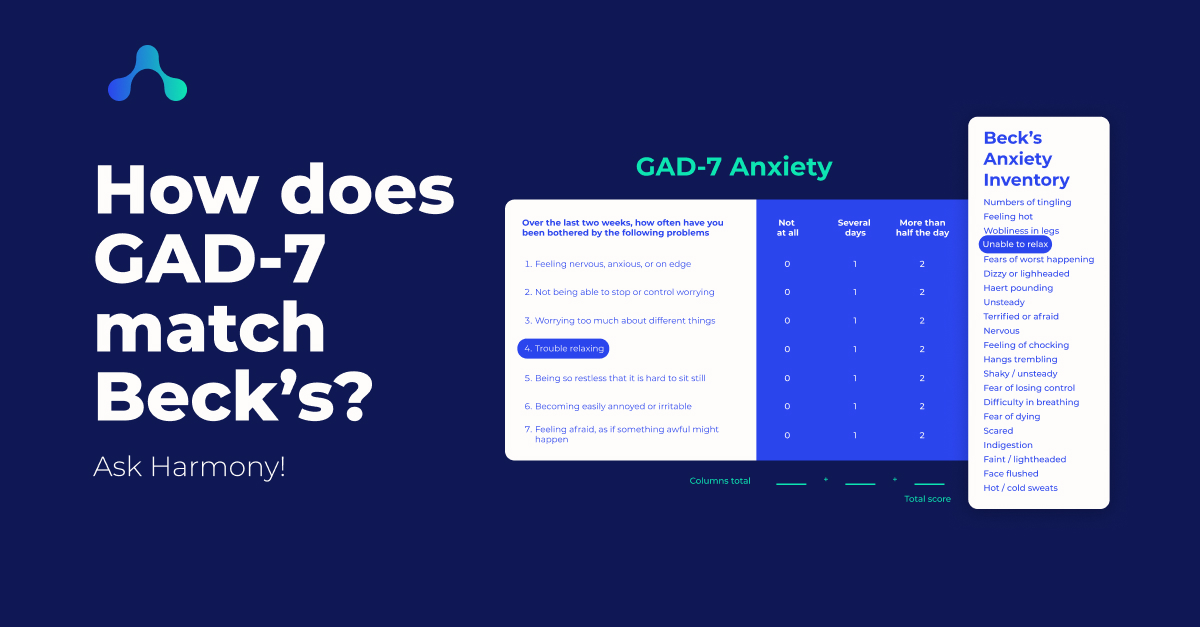 How does
GAD-7
match
Beck's?
Ask Harmony!
GAD-7 Anxiety
Over the last two weeks, how often have you
been bothered by the following problems
Not
at all
Several
days
More than
half the day
1. Feeling nervous, anxious, or on edge 0 1 2
2. Not being able to stop or control worrying 0 1 2
3. Worrying too much about different things 0 1 2
4. Trouble relaxing 0 1 2
5. Being so restless that it is hard to sit still 0 1 2
6. Becoming easily annoyed or irritable 0 1 2
7. Feeling afraid, as if something awful might
happen 0 1 2
Columns total ____ + ____ + ____
Total score
Beck's
Anxiety
Inventory
Numbers of tingling
Feeling hot
Wobliness in legs
Unable to relax
Fears of worst happening
Dizzy or lighheaded
Haert pounding
Unsteady
Terrified or afraid
Nervous
Feeling of chocking
Hangs trembling
Shaky / unsteady
Fear of losing control
Difficulty in breathing
Fear of dying
Scared
Indigestion
Faint / lightheaded
Face flushed
Hot / cold sweats